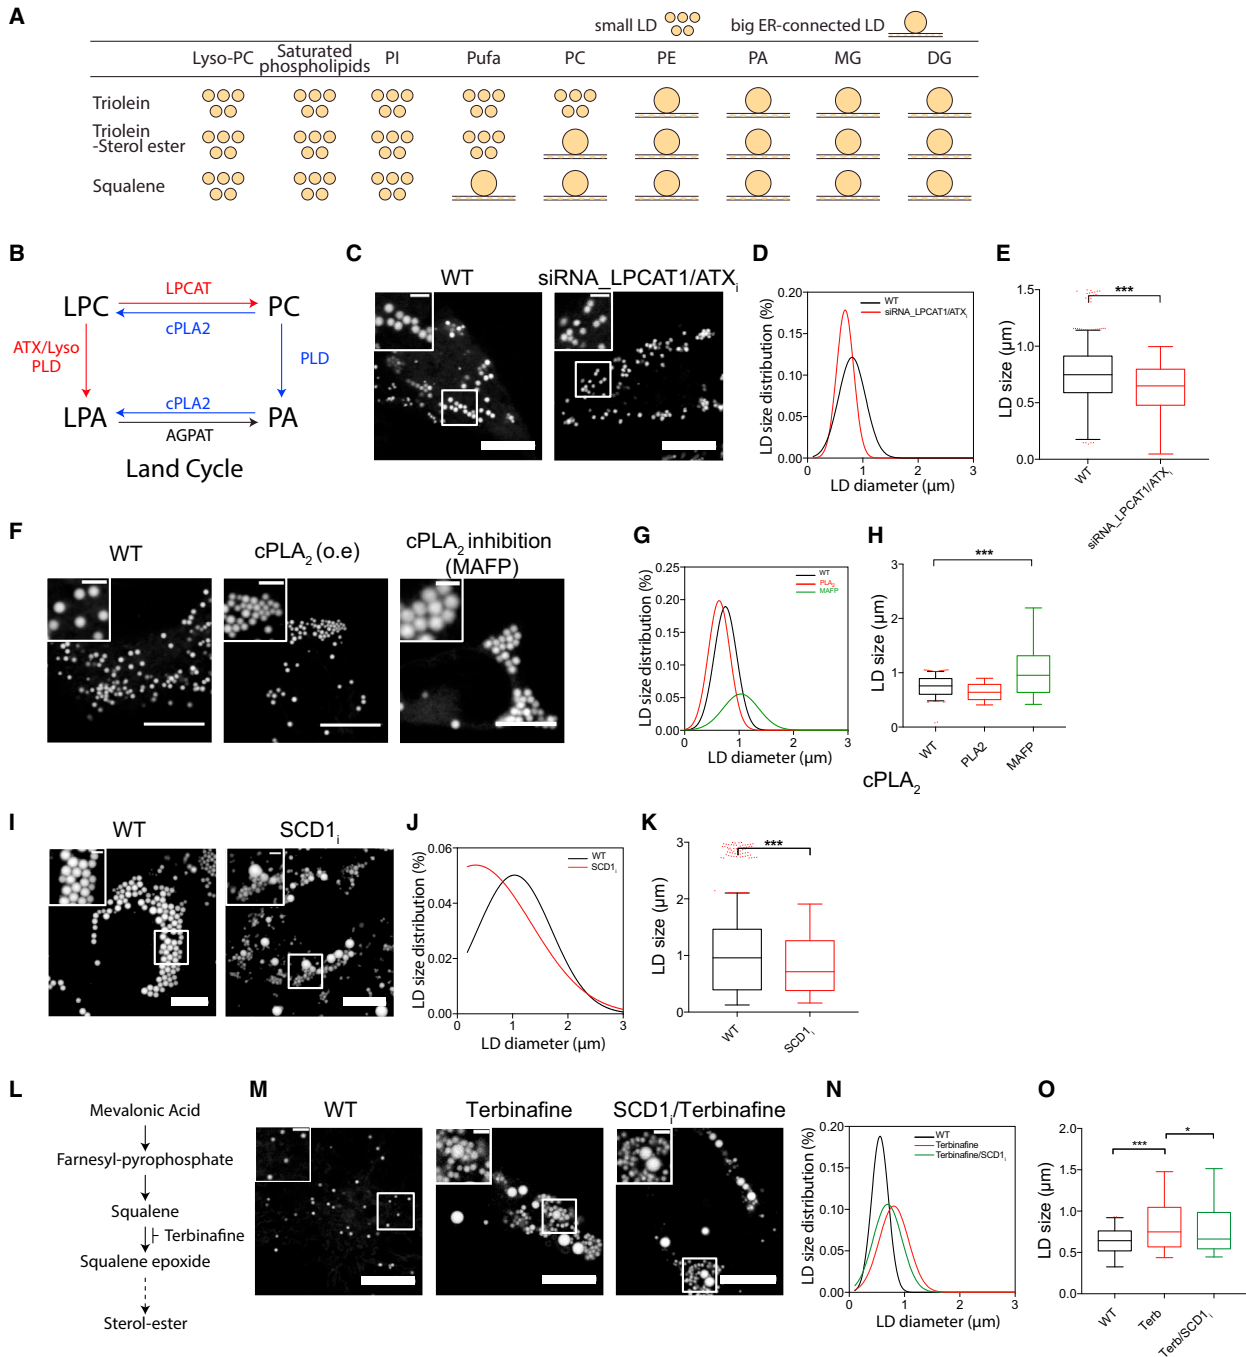 A
small LD
big ER-connected LD
Lyso-PC
Saturated
phospholipids
PI
Pufa
PC
PE
PA
MG
DG
Triolein
Triolein
-Sterol ester
Squalene
B
LPC
LPCAT
cPLA2
PC
ATX/Lyso
PLD
PLD
LPA
cPLA2
AGPAT
PA
Land Cycle
C
WT
siRNA_LPCAT1/ATXi
D
LD size distribution (%)
0.20
0.15
0.10
0.05
0.00
WT
siRNA_LPCAT1/ATXi
0
1
2
3
LD diameter (µm)
E
LD size (µm)
1.5
1.0
0.5
0.0
***
WT
siRNA_LPCAT1/ATXi
F
WT
cPLA2 (o.e)
cPLA2 inhibition
(MAFP)
G
LD size distribution (%)
0.25
0.20
0.15
0.10
0.05
0.00
WT
PLA2
MAFP
0
1
2
3
LD diameter (µm)
H
LD size (µm)
3
2
1
0
***
WT
PLA2
MAFP
cPLA2
I
WT
SCD1i
J
LD size distribution (%)
0.06
0.04
0.02
0.00
WT
SCD1i
0
1
2
3
LD diameter (µm)
K
LD size (µm)
3
2
1
0
***
WT
SCD1i
L
Mevalonic Acid
Farnesyl-pyrophosphate
Squalene
Terbinafine
Squalene epoxide
Sterol-ester
M
WT
Terbinafine
SCD1i/Terbinafine
N
LD size distribution (%)
0.20
0.15
0.10
0.05
0.00
WT
Terbinafine
Terbinafine/SCD1i
0
1
2
3
LD diameter (µm)
O
LD size (µm)
2.0
1.5
1.0
0.5
0.0
***
*
WT
Terb
Terb/SCD1i